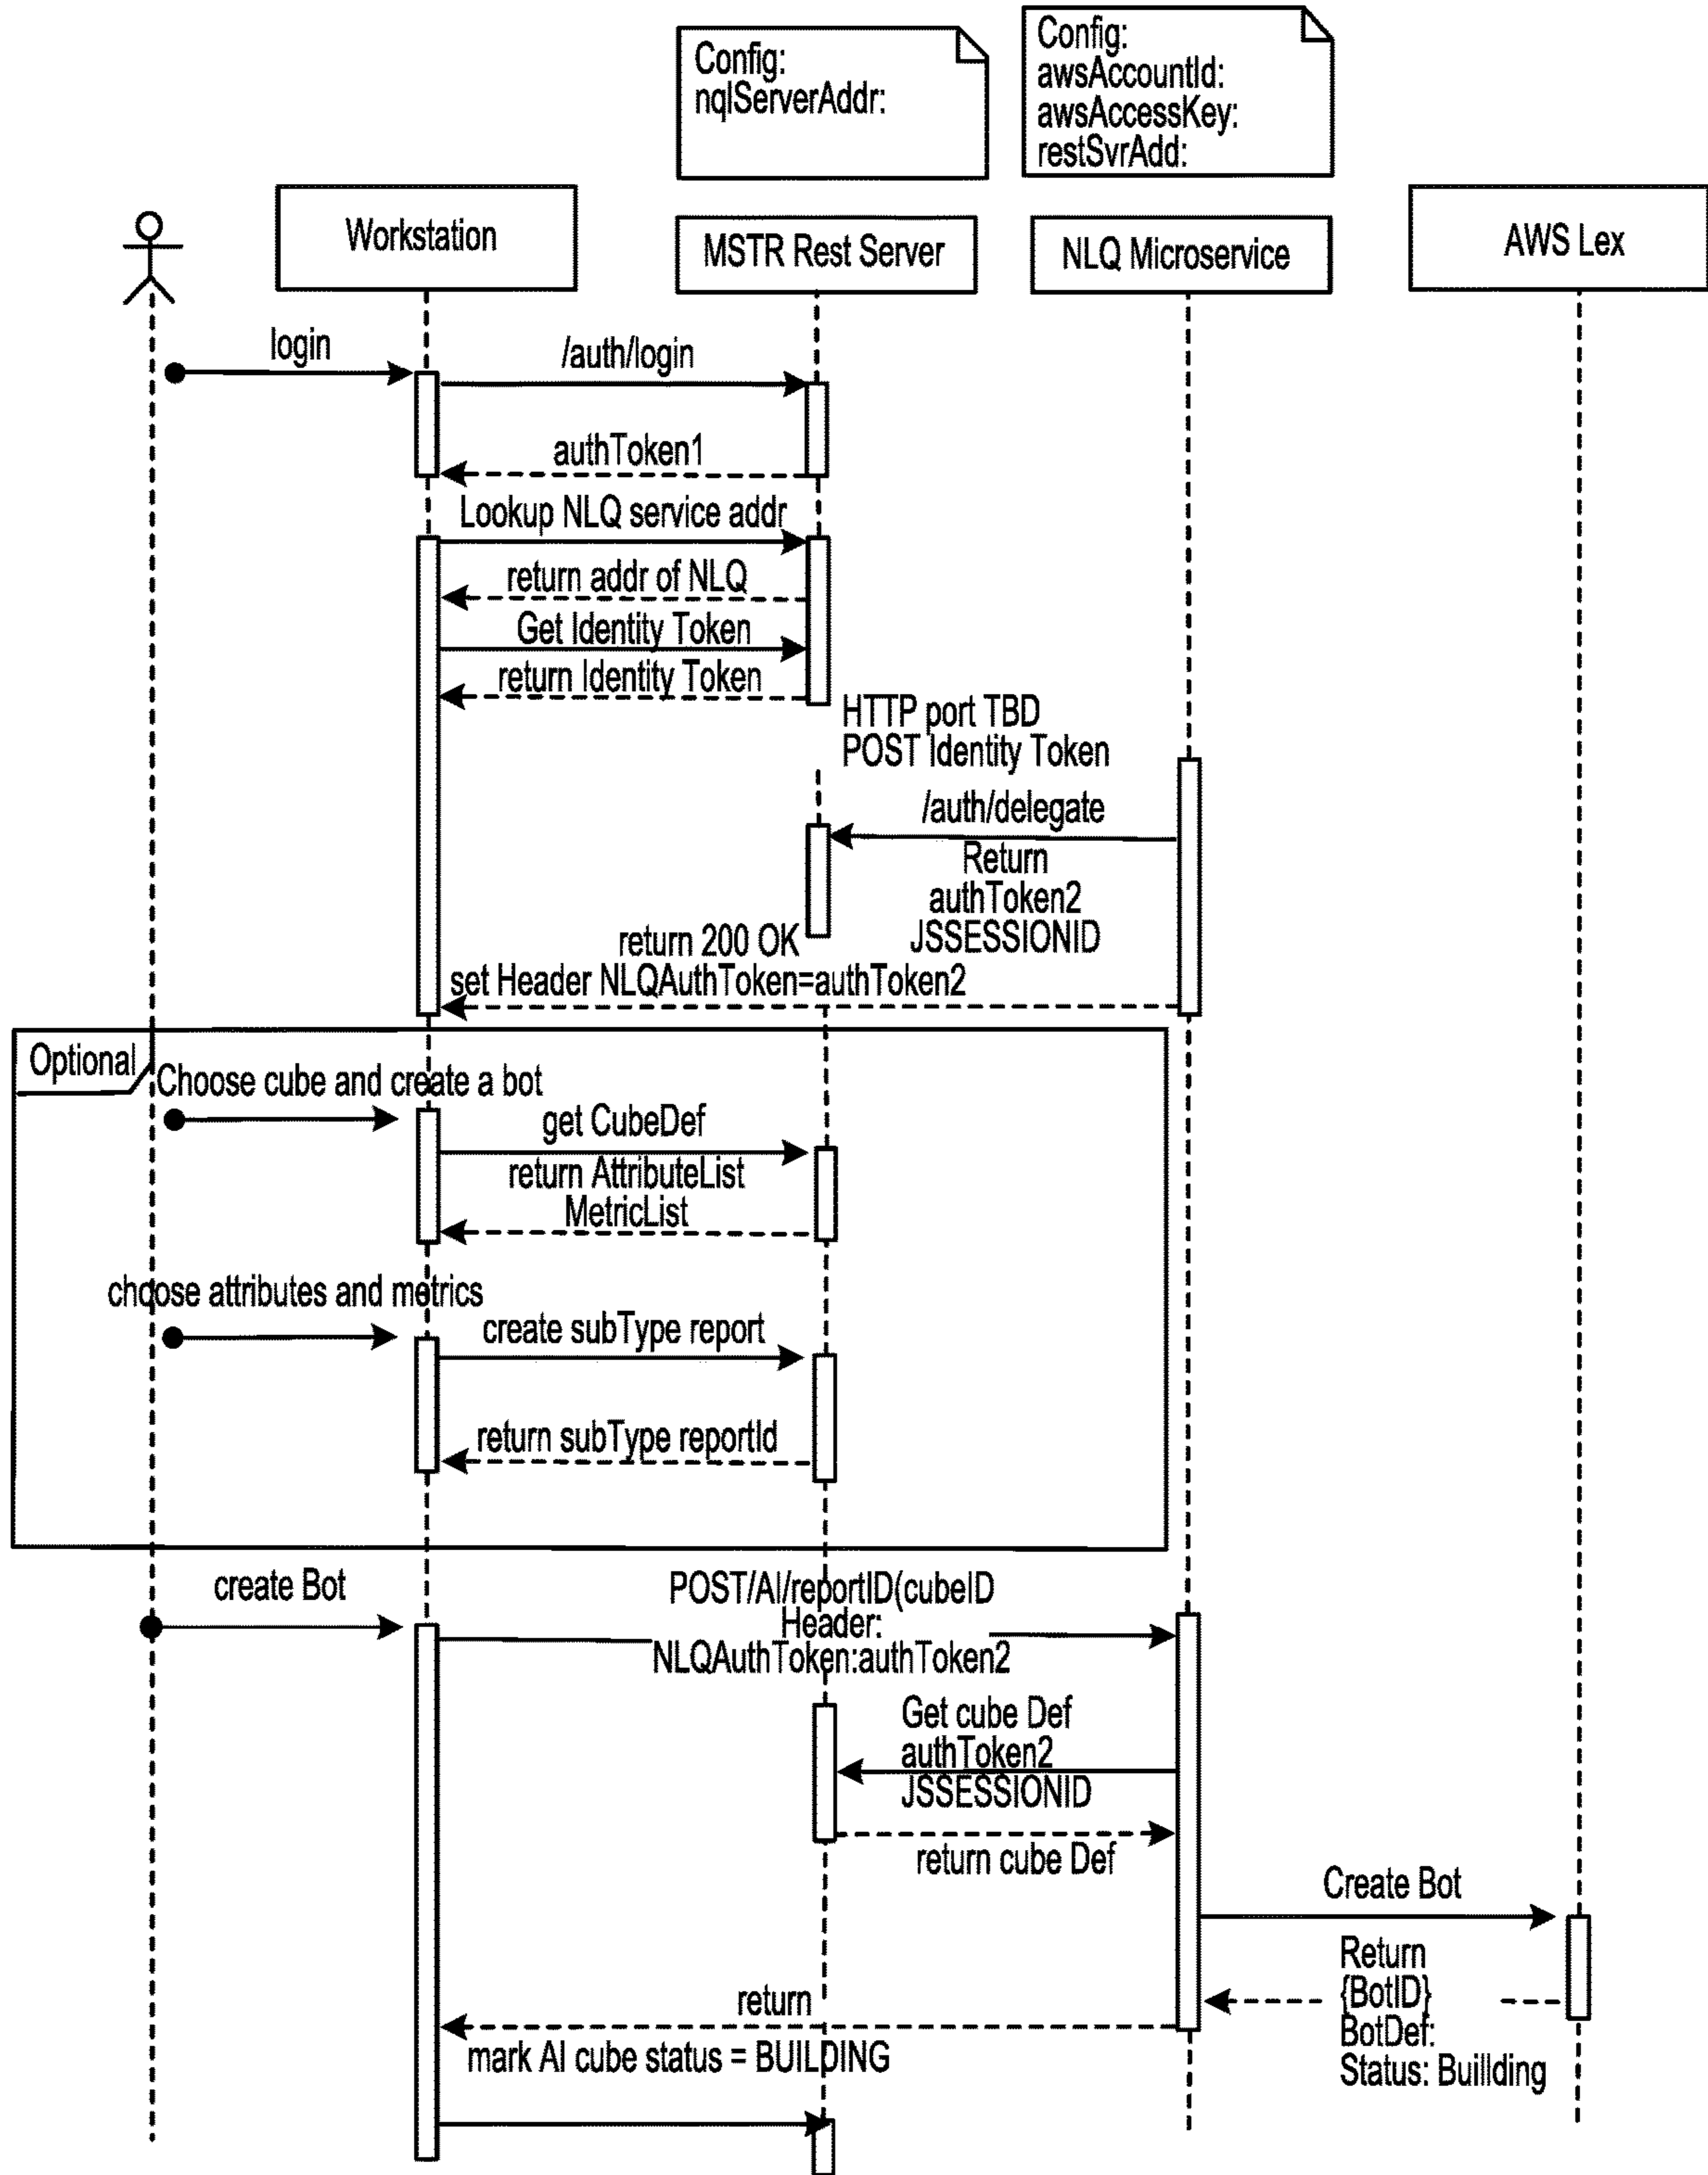 Config:
nqlServerAddr:
Config:
awsAccountId:
awsAccessKey:
restSvrAdd:
Workstation
MSTR Rest Server
NLQ Microservice
AWS Lex
login
/auth/login
authToken1
Lookup NLQ service addr
return addr of NLQ
Get Identity Token
return Identity Token
HTTP port TBD
POST Identity Token
/auth/delegate
Return
authToken2
JSSESSIONID
return 200 OK
set Header NLQAuthToken=authToken2
Optional
Choose cube and create a bot
get CubeDef
return AttributeList
MetricList
choose attributes and metrics
create subType report
return subType reportId
create Bot
POST/AI/reportID(cubeID
Header:
NLQAuthToken:authToken2
Get cube Def
authToken2
JSSESSIONID
return cube Def
Create Bot
Return
{BotID}
BotDef:
Status: Buillding
return
mark AI cube status = BUILDING